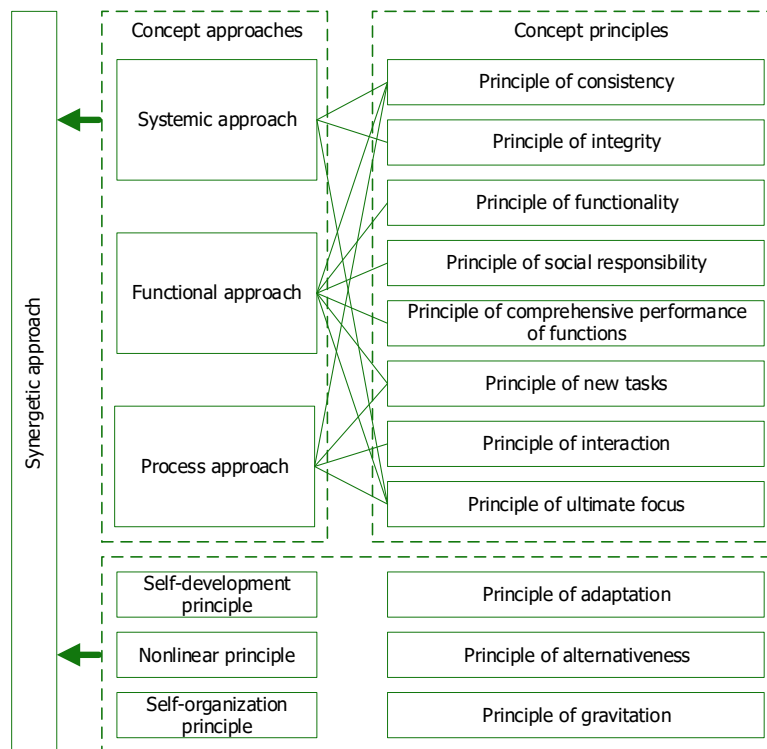 Synergetic approach
Concept approaches
Systemic approach
Functional approach
Process approach
Concept principles
Principle of consistency
Principle of integrity
Principle of functionality
Principle of social responsibility
Principle of comprehensive performance
of functions
Principle of new tasks
Principle of interaction
Principle of ultimate focus
Self-development
principle
Principle of adaptation
Nonlinear principle
Principle of alternativeness
Self-organization
principle
Principle of gravitation